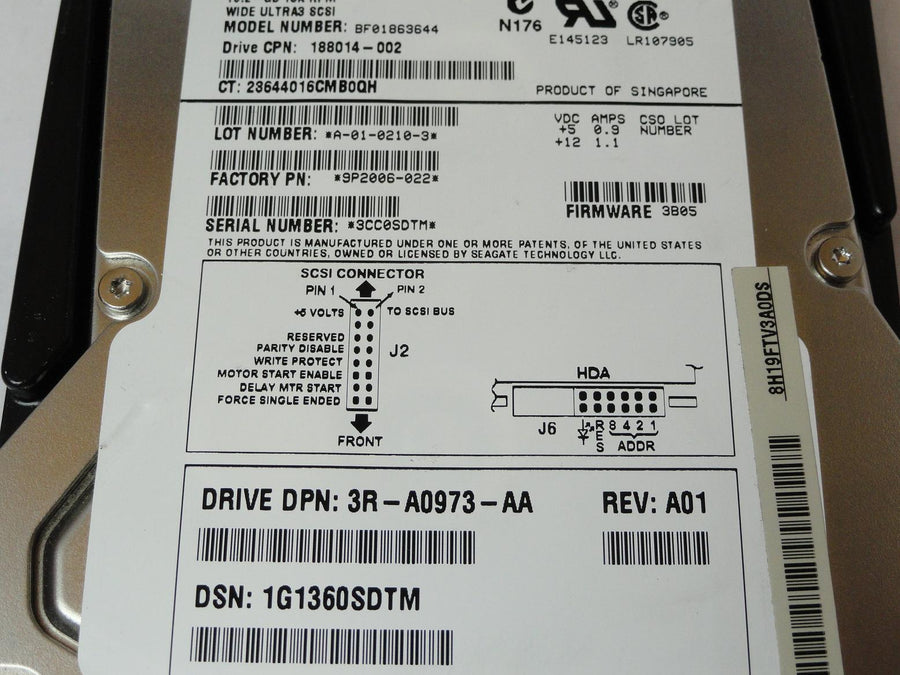 WIDE ULTRA3 SCSI
MODEL NUMBER: BF01863644
Drive CPN: 188014-002
CT: 23644016CMB0QH
N176
E145123 LR107905
PRODUCT OF SINGAPORE
LOT NUMBER: *A-01-0210-3*
VDC AMPS CSO LOT
+5 0.9 NUMBER
+12 1.1
FACTORY PN: *9P2006-022*
SERIAL NUMBER: *3CC0SDTM*
FIRMWARE 3B05
THIS PRODUCT IS MANUFACTURED UNDER ONE OR MORE PATENTS, OF THE UNITED STATES
OR OTHER COUNTRIES, OWNED OR LICENSED BY SEAGATE TECHNOLOGY LLC.
SCSI CONNECTOR
PIN 1 PIN 2
+5 VOLTS TO SCSI BUS
RESERVED
PARITY DISABLE
J2
WRITE PROTECT
MOTOR START ENABLE
DELAY MTR START
FORCE SINGLE ENDED
FRONT
HDA
J6
RES
8 4 2 1
ADDR
8H19FTV3A0DS
DRIVE DPN: 3R-A0973-AA REV: A01
DSN: 1G1360SDTM